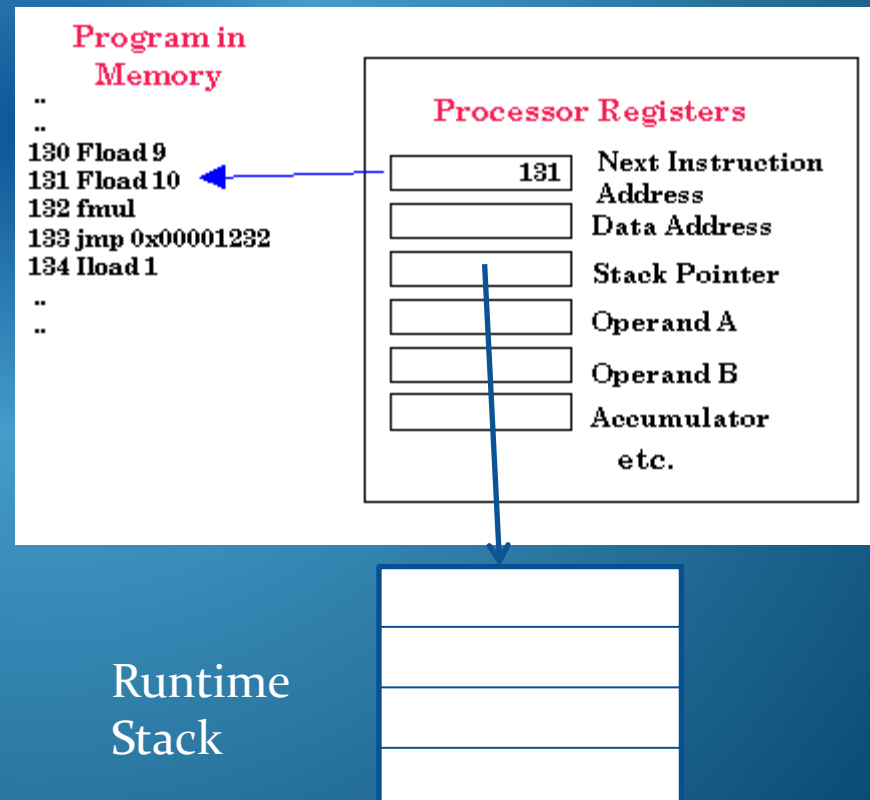 Program in
Memory
..
..
130 Fload 9
131 Fload 10
132 fmul
133 jmp 0x00001232
134 Iload 1
..
..
Processor Registers
131
Next Instruction
Address
Data Address
Stack Pointer
Operand A
Operand B
Accumulator
etc.
Runtime
Stack